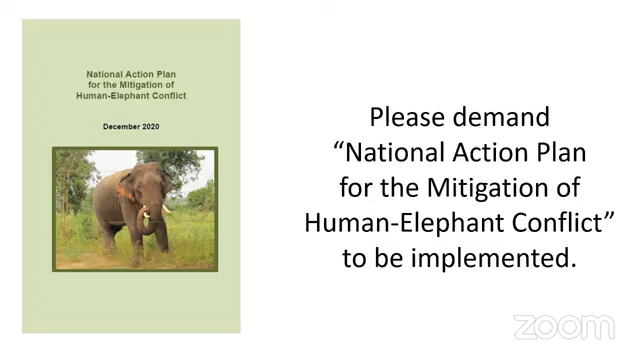 National Action Plan
for the Mitigation of
Human-Elephant Conflict
December 2020
Please demand
“National Action Plan
for the Mitigation of
Human-Elephant Conflict”
to be implemented.
zoom